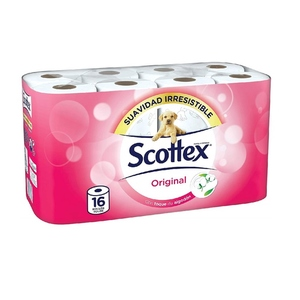 SUAVIDAD IRRESISTIBLE
Scottex
Original
16